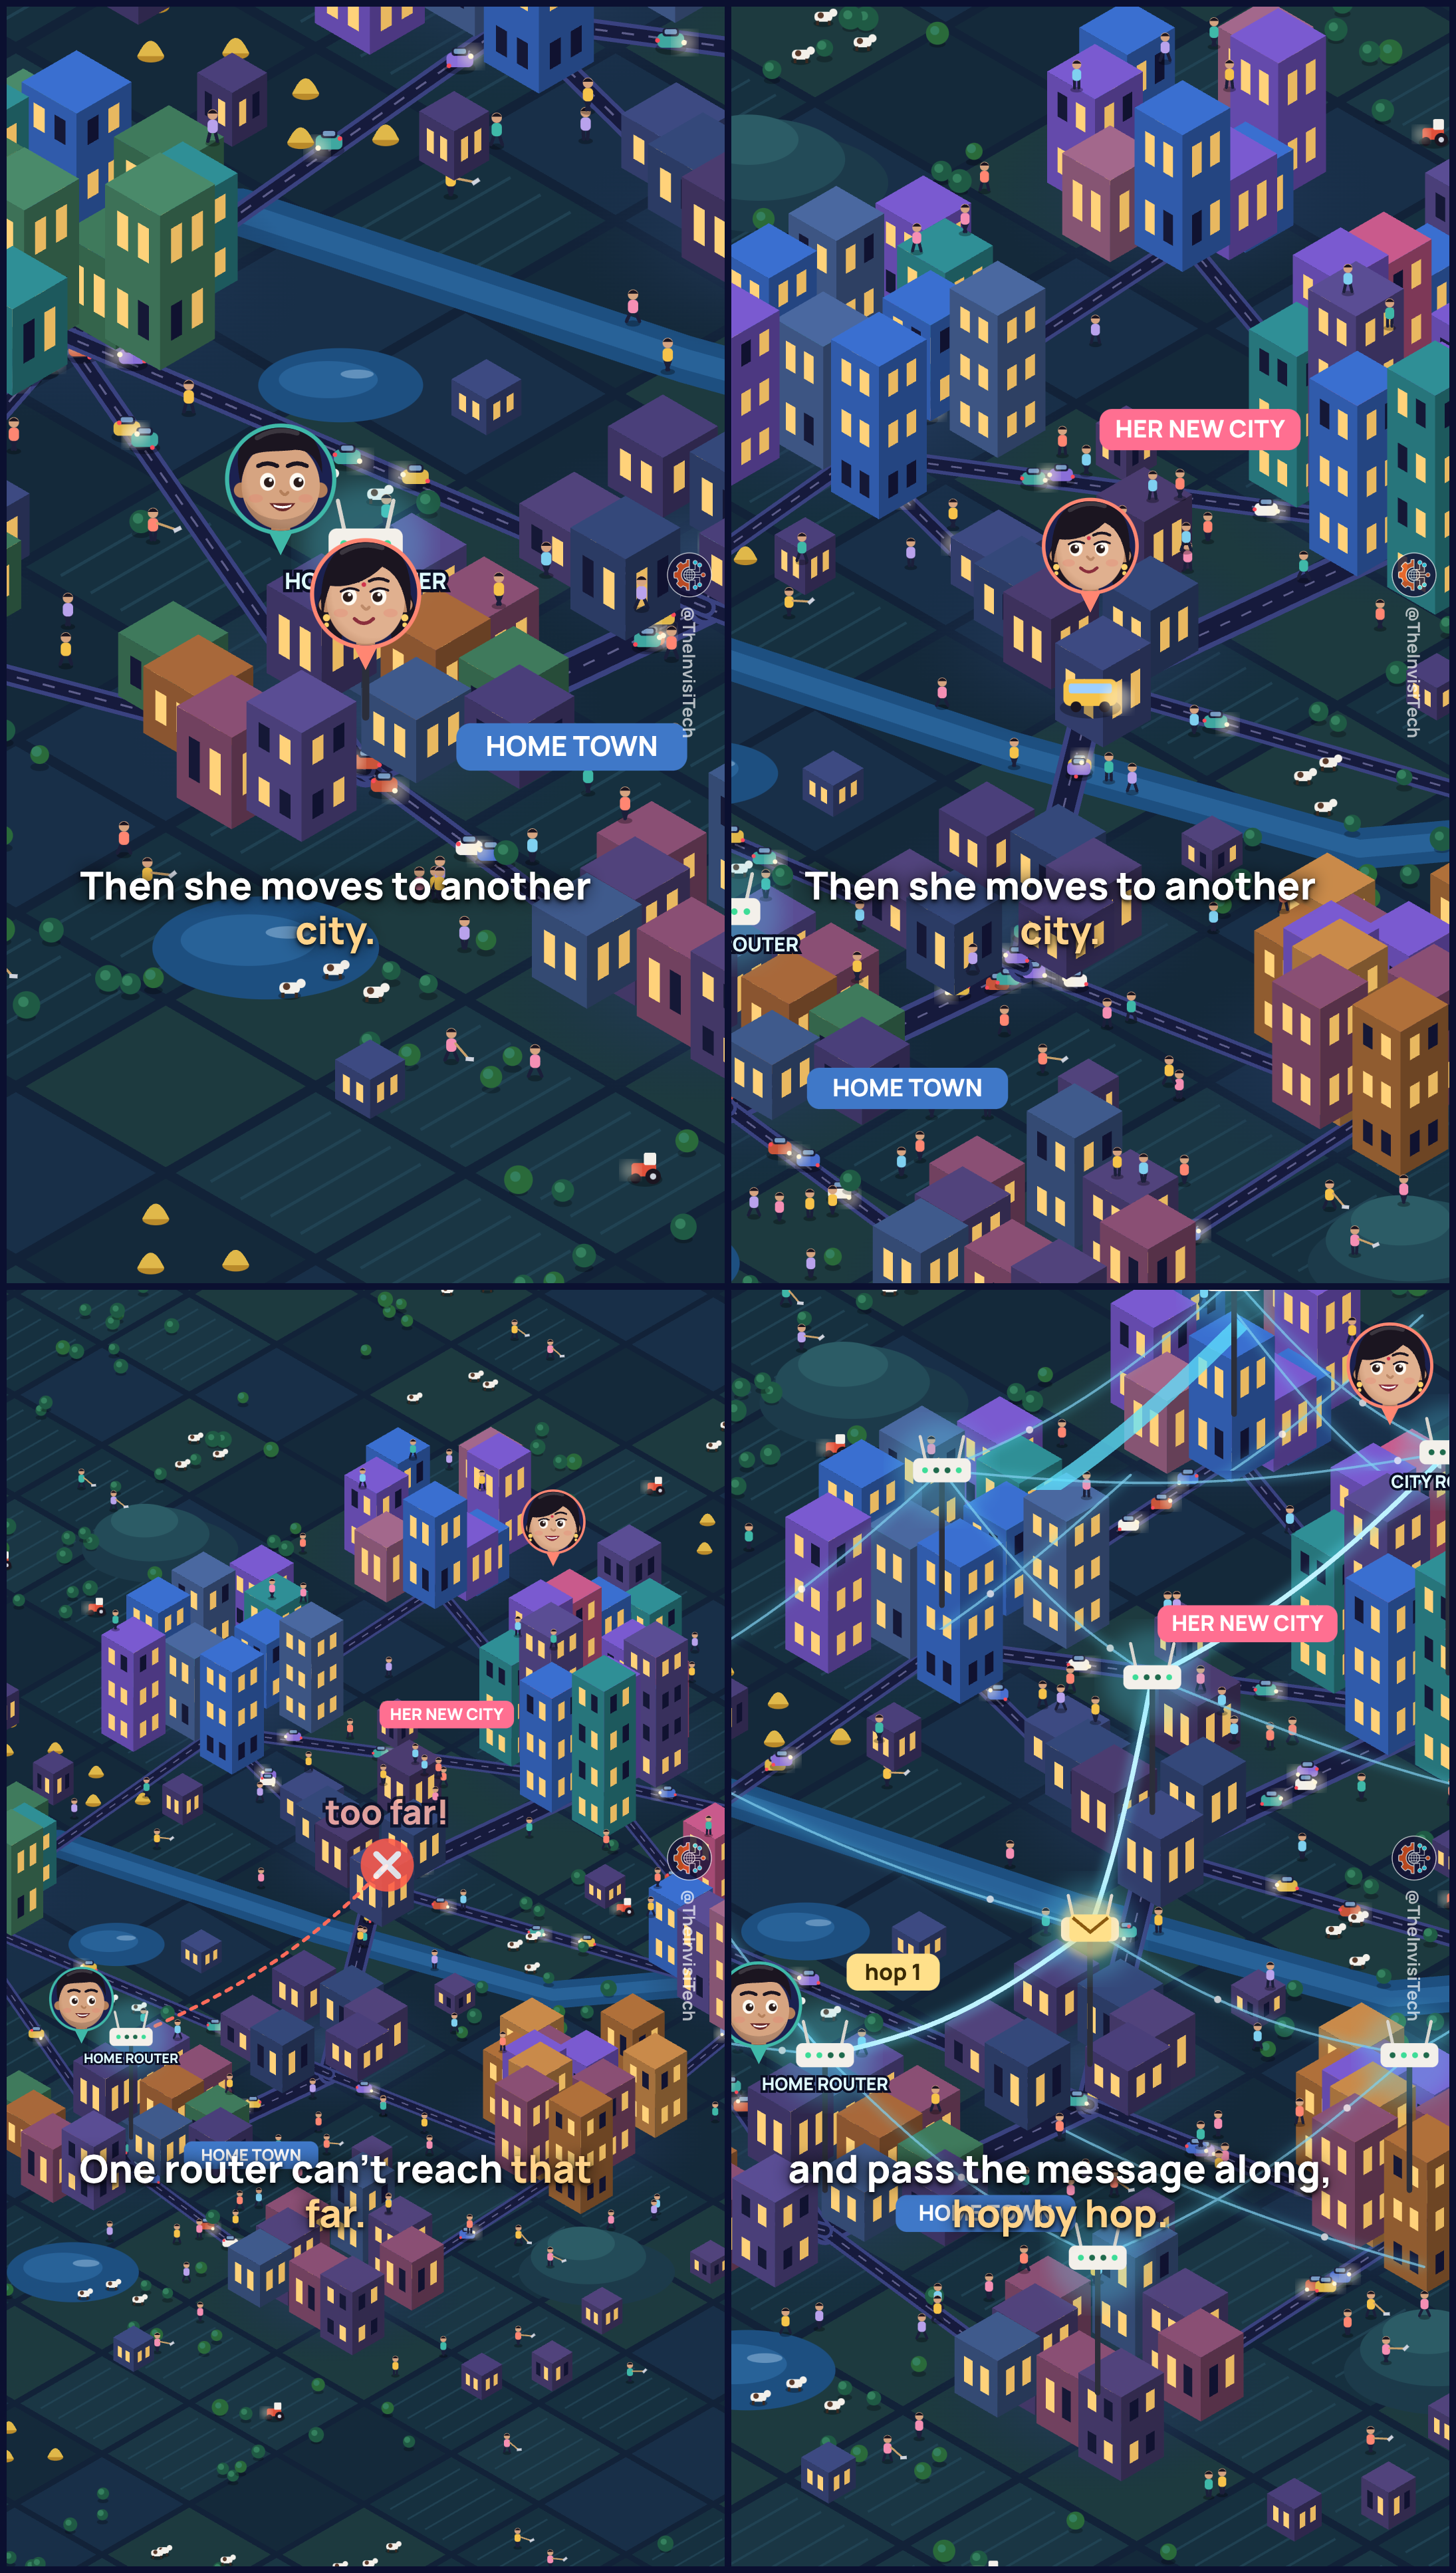 HOME TOWN
@TheInvisiTech
Then she moves to another
city.
HER NEW CITY
@TheInvisiTech
Then she moves to another
city.
OUTER
HOME TOWN
HER NEW CITY
too far!
@TheInvisiTech
HOME ROUTER
HOME TOWN
One router can't reach that
far.
CITY
HER NEW CITY
@TheInvisiTech
hop 1
HOME ROUTER
and pass the message along,
hop by hop.